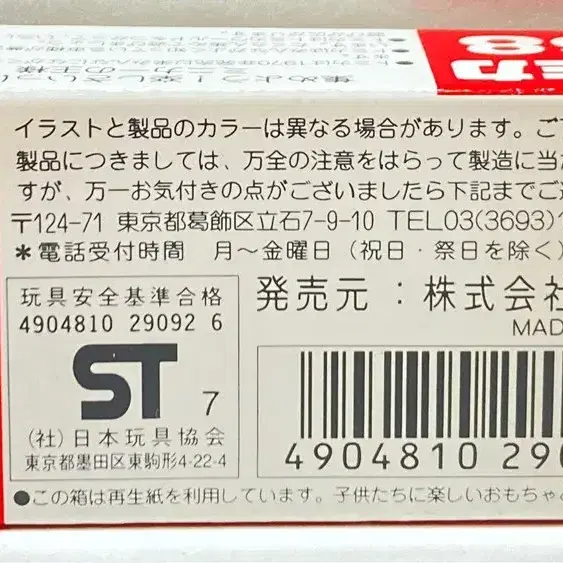 イラストと製品のカラーは異なる場合があります。ご
製品につきましては、万全の注意をはらって製造に当
すが、万一お気付きの点がございましたら下記までご
〒124-71 東京都葛飾区立石7-9-10 TEL03(3693)1
＊電話受付時間 月～金曜日(祝日・祭日を除く)
発売元：株式会社
MAD
玩具安全基準合格
4904810 29092 6
ST 7
(社)日本玩具協会
東京都墨田区東駒形4-22-4
4904810 290
●この箱は再生紙を利用しています。子供たちに楽しいおもちゃ